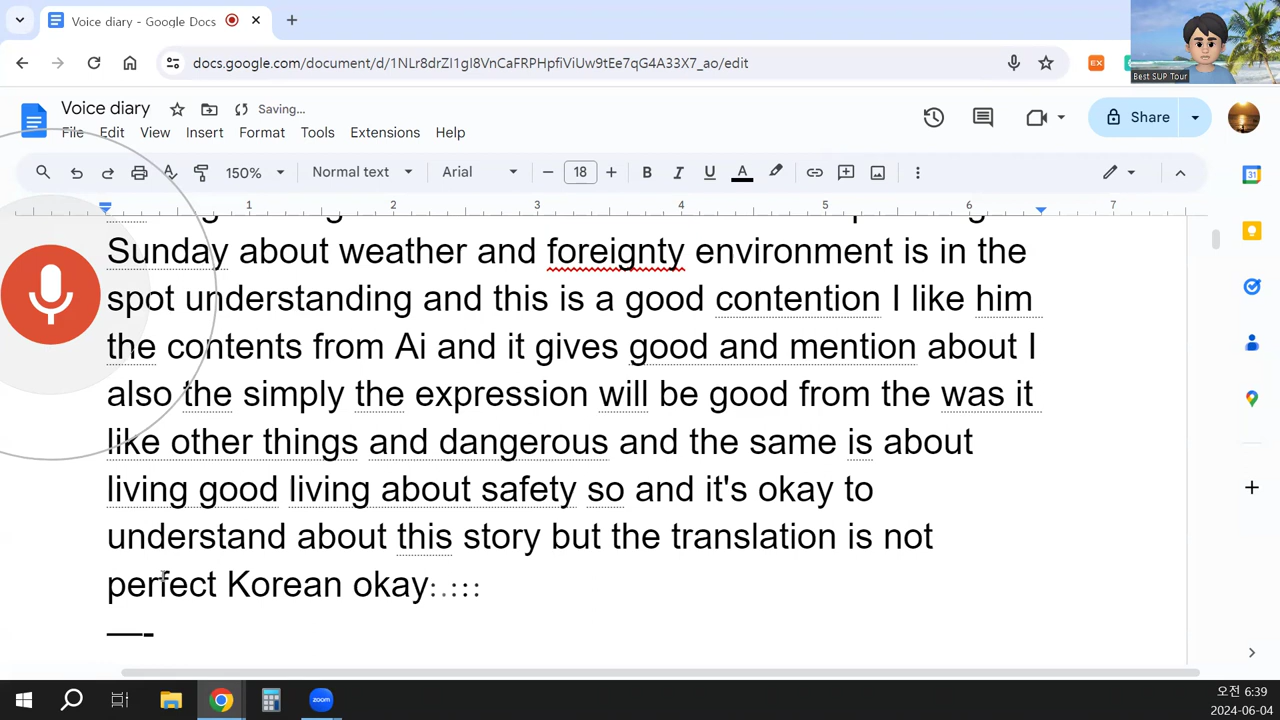 Voice diary - Google Docs
docs.google.com/document/d/1NLr8drZI1gI8VnCaFRPHpfiViUw9tEe7qG4A33X7_ao/edit
EX
Best SUP Tour
Voice diary
Saving...
File Edit View Insert Format Tools Extensions Help
Share
150% Normal text Arial 18 B I U A
1 2 3 4 5 6 7
31
Sunday about weather and foreignty environment is in the
spot understanding and this is a good contention I like him
the contents from Ai and it gives good and mention about I
also the simply the expression will be good from the was it
like other things and dangerous and the same is about
living good living about safety so and it's okay to
understand about this story but the translation is not
perfect Korean okay:.:::
—-
zoom
오전 6:39
2024-06-04